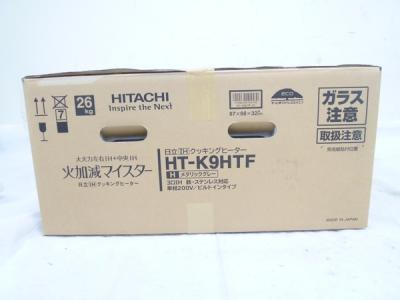 26kg
7
HITACHI
Inspire the Next
eco
ガラス
注意
取扱注意
大火力左右IH+中央IH
火加減マイスター
日立IHクッキングヒーター
日立IHクッキングヒーター
HT-K9HTF
H メタリックグレー
3口IH 鉄・ステンレス対応
単相200V/ビルトインタイプ
MADE IN JAPAN